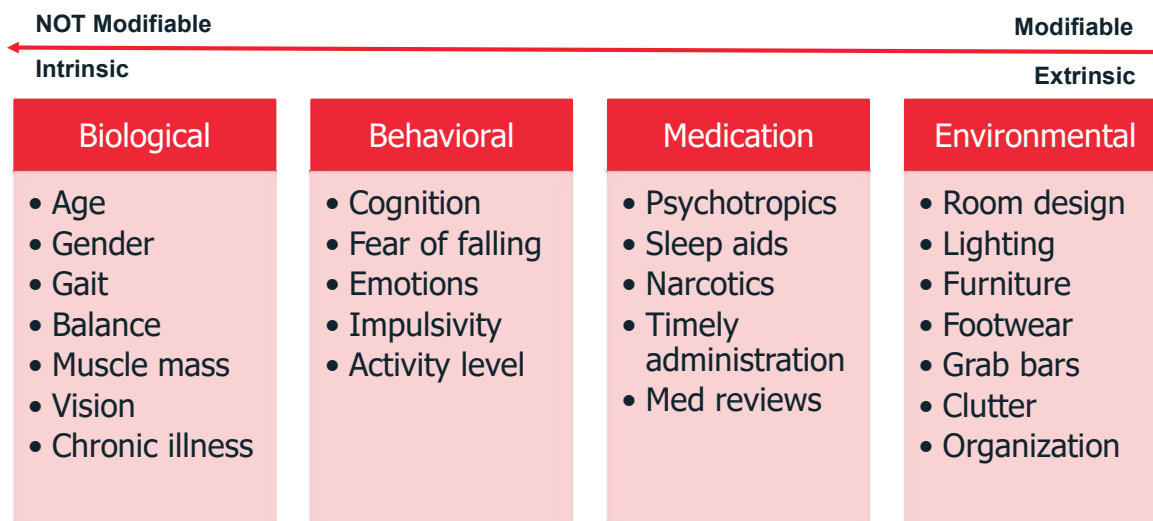 NOT Modifiable
Modifiable
Intrinsic
Extrinsic
Biological
• Age
• Gender
• Gait
• Balance
• Muscle mass
• Vision
• Chronic illness
Behavioral
• Cognition
• Fear of falling
• Emotions
• Impulsivity
• Activity level
Medication
• Psychotropics
• Sleep aids
• Narcotics
• Timely
administration
• Med reviews
Environmental
• Room design
• Lighting
• Furniture
• Footwear
• Grab bars
• Clutter
• Organization